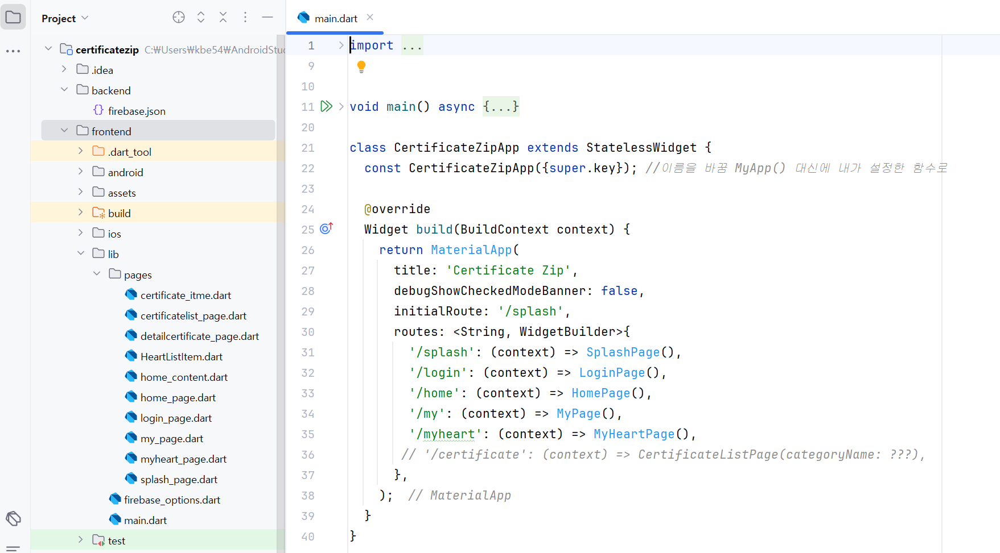 Project
certificatezip C:₩Users₩kbe54₩AndroidStud
.idea
backend
{} firebase.json
frontend
.dart_tool
android
assets
build
ios
lib
pages
certificate_itme.dart
certificatelist_page.dart
detailcertificate_page.dart
HeartListItem.dart
home_content.dart
home_page.dart
login_page.dart
my_page.dart
myheart_page.dart
splash_page.dart
firebase_options.dart
main.dart
test
main.dart
1 import ...
9
10
11 void main() async {...}
20
21 class CertificateZipApp extends StatelessWidget {
22 const CertificateZipApp({super.key}); //이름을 바꿈 MyApp() 대신에 내가 설정한 함수로
23
24 @override
25 Widget build(BuildContext context) {
26 return MaterialApp(
27 title: 'Certificate Zip',
28 debugShowCheckedModeBanner: false,
29 initialRoute: '/splash',
30 routes: <String, WidgetBuilder>{
31 '/splash': (context) => SplashPage(),
32 '/login': (context) => LoginPage(),
33 '/home': (context) => HomePage(),
34 '/my': (context) => MyPage(),
35 '/myheart': (context) => MyHeartPage(),
36 // '/certificate': (context) => CertificateListPage(categoryName: ???),
37 },
38 ); // MaterialApp
39 }
40 }